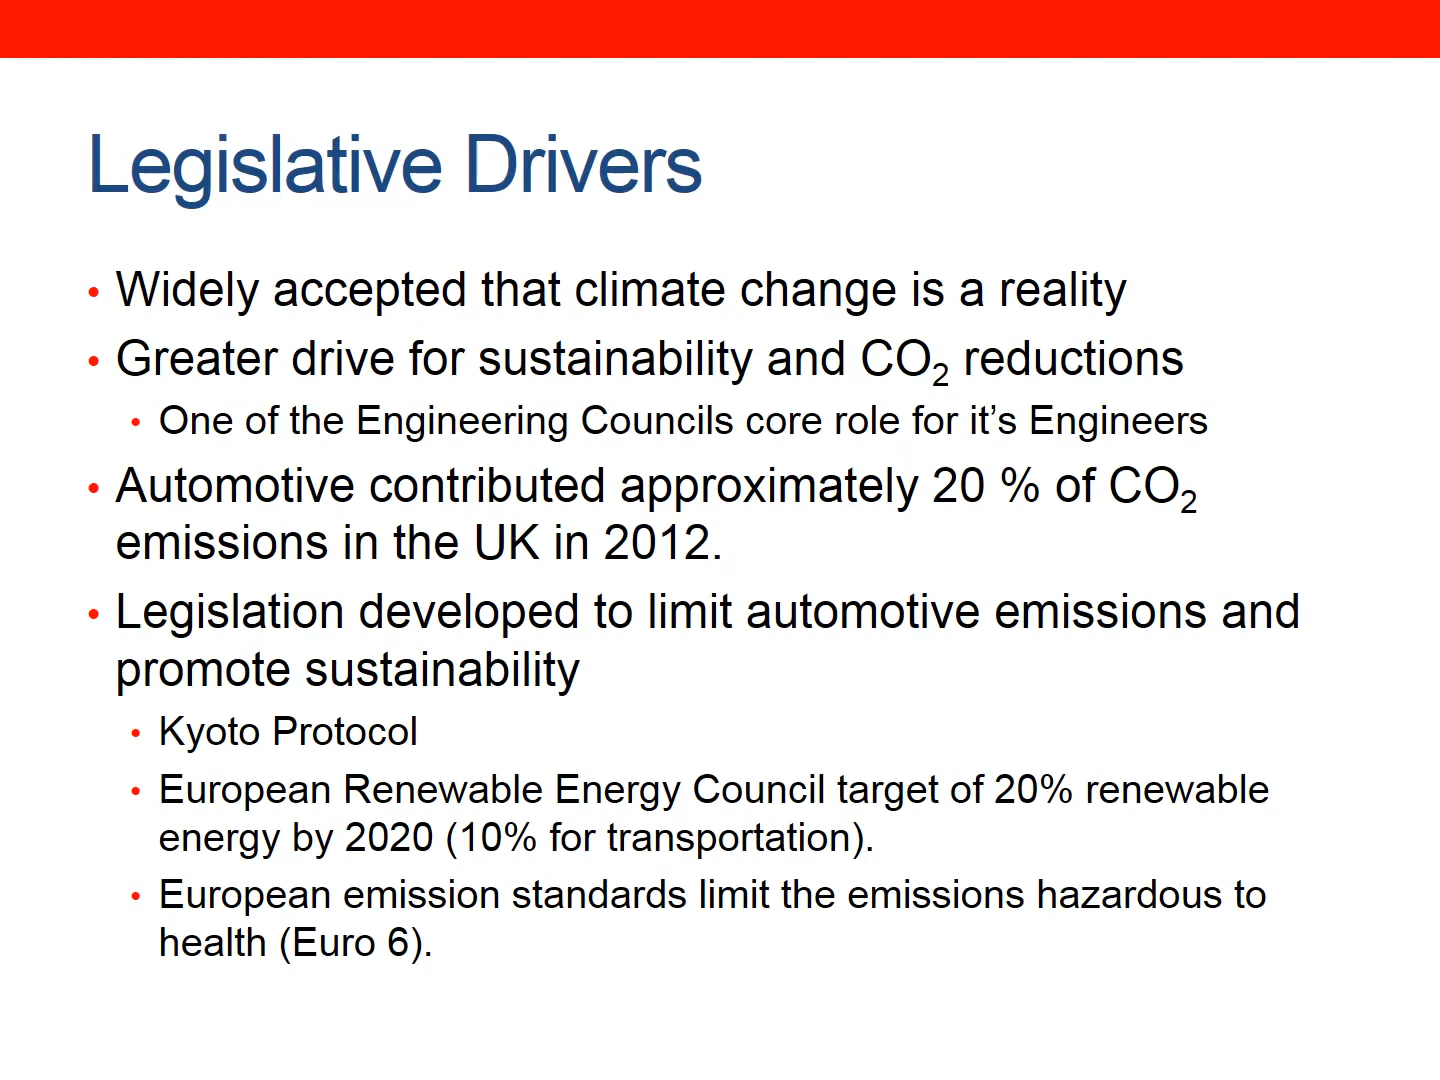 Legislative Drivers
• Widely accepted that climate change is a reality
• Greater drive for sustainability and CO₂ reductions
• One of the Engineering Councils core role for it’s Engineers
• Automotive contributed approximately 20 % of CO₂
emissions in the UK in 2012.
• Legislation developed to limit automotive emissions and
promote sustainability
• Kyoto Protocol
• European Renewable Energy Council target of 20% renewable
energy by 2020 (10% for transportation).
• European emission standards limit the emissions hazardous to
health (Euro 6).